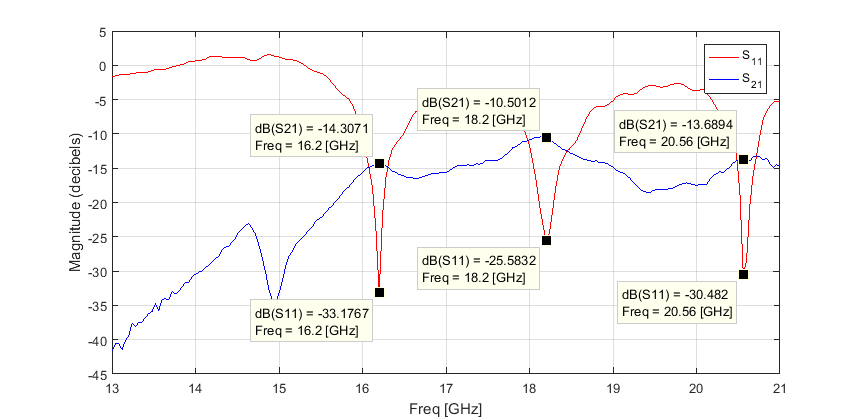 5
0
-5
-10
-15
-20
-25
-30
-35
-40
-45
Magnitude (decibels)
S11
S21
dB(S21) = -14.3071
Freq = 16.2 [GHz]
dB(S21) = -10.5012
Freq = 18.2 [GHz]
dB(S21) = -13.6894
Freq = 20.56 [GHz]
dB(S11) = -33.1767
Freq = 16.2 [GHz]
dB(S11) = -25.5832
Freq = 18.2 [GHz]
dB(S11) = -30.482
Freq = 20.56 [GHz]
13 14 15 16 17 18 19 20 21
Freq [GHz]